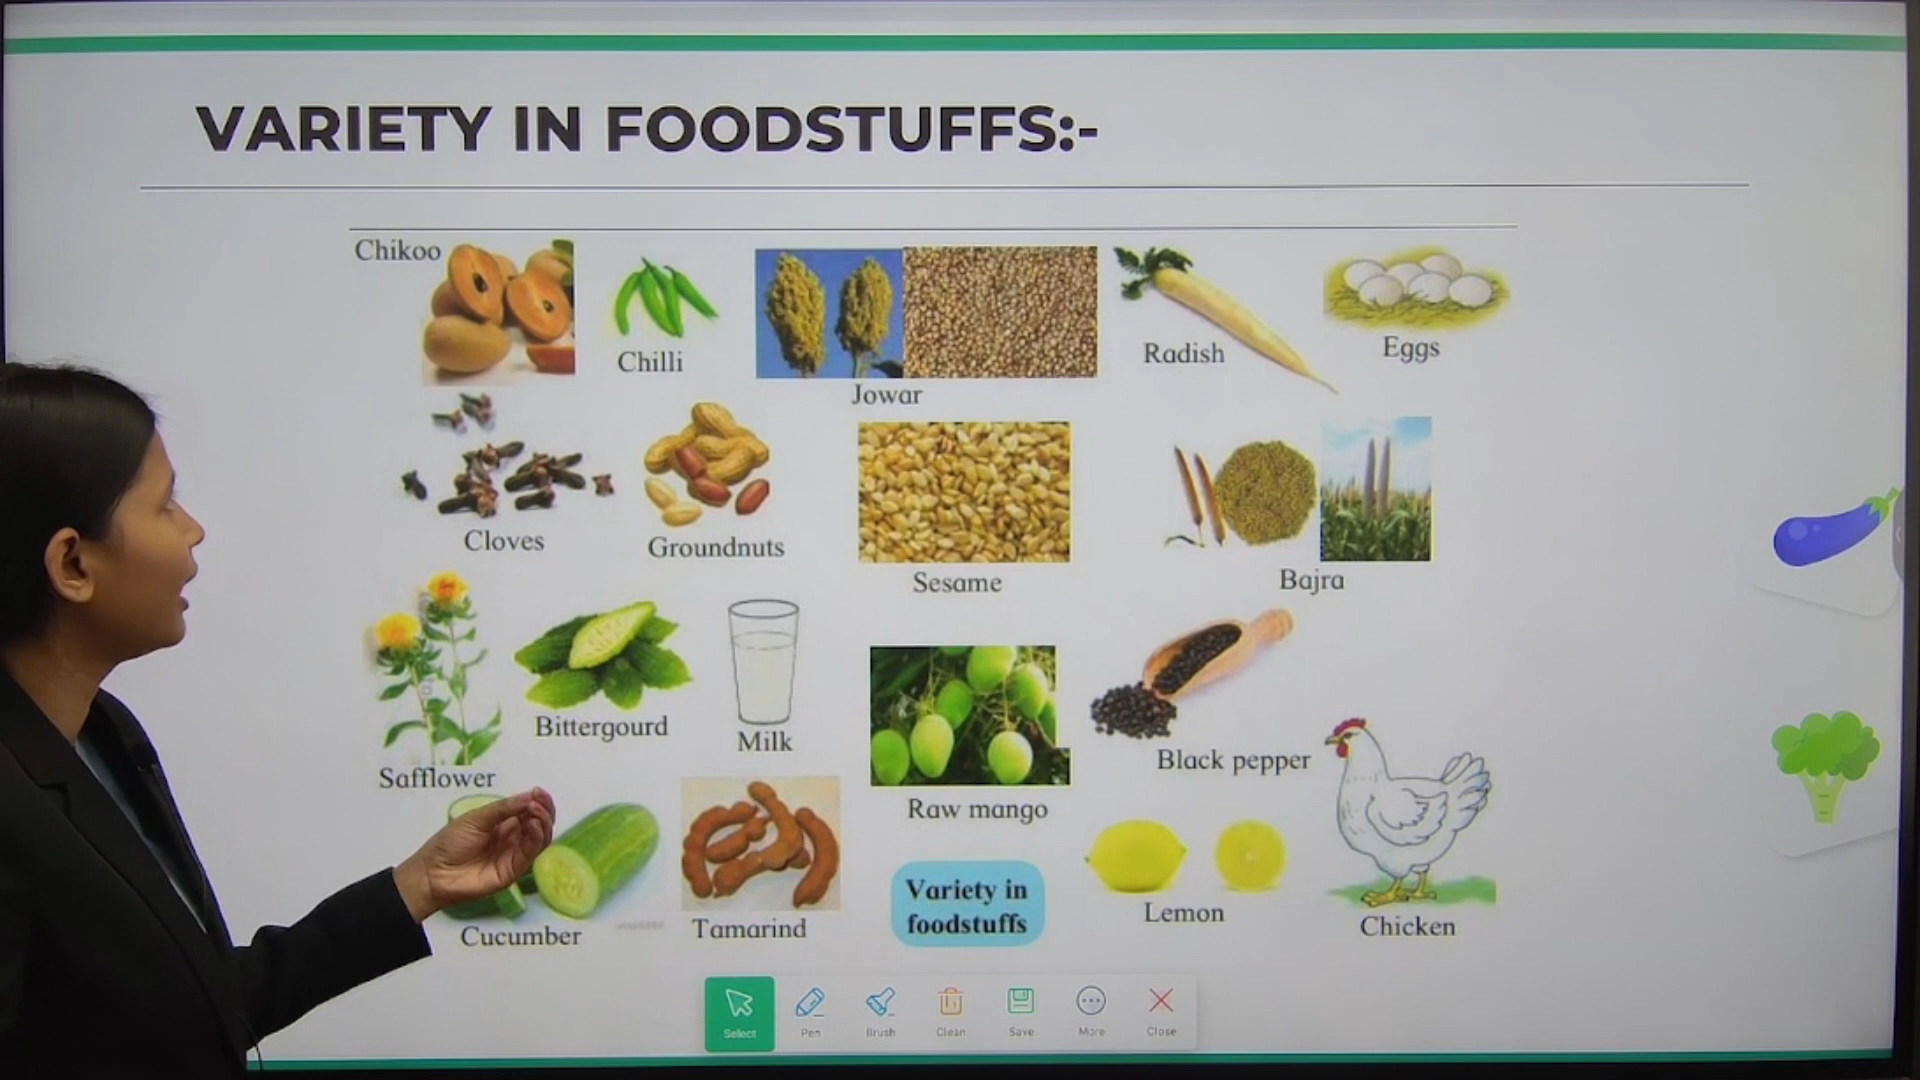 VARIETY IN FOODSTUFFS:-
Chikoo
Chilli
Jowar
Radish
Eggs
Cloves
Groundnuts
Sesame
Bajra
Safflower
Bittergourd
Milk
Raw mango
Black pepper
Cucumber
Tamarind
Variety in
foodstuffs
Lemon
Chicken
Select
Pen
Brush
Clean
Save
More
Close